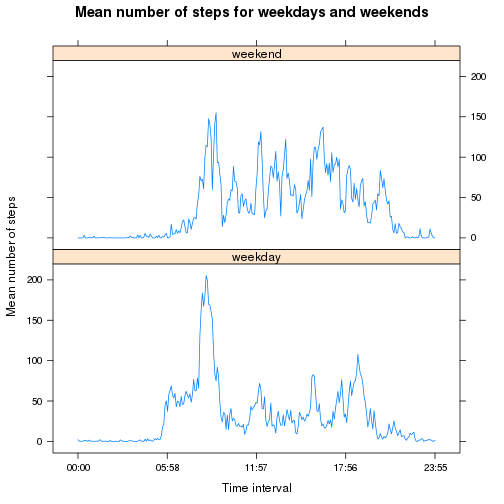 Mean number of steps for weekdays and weekends
weekend
200
150
100
50
0
weekday
200
150
100
50
0
Mean number of steps
00:00 05:58 11:57 17:56 23:55
Time interval